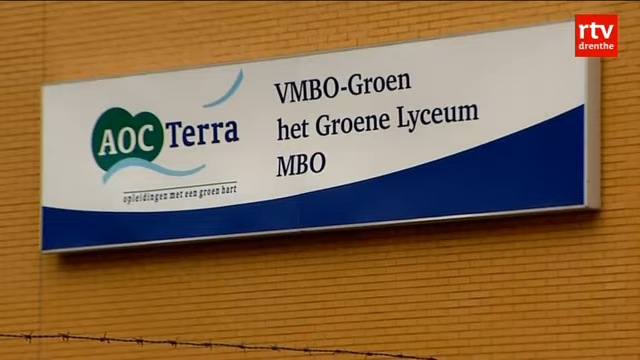 rtv
drenthe
AOC Terra
opleidingen met een groen hart
VMBO-Groen
het Groene Lyceum
MBO